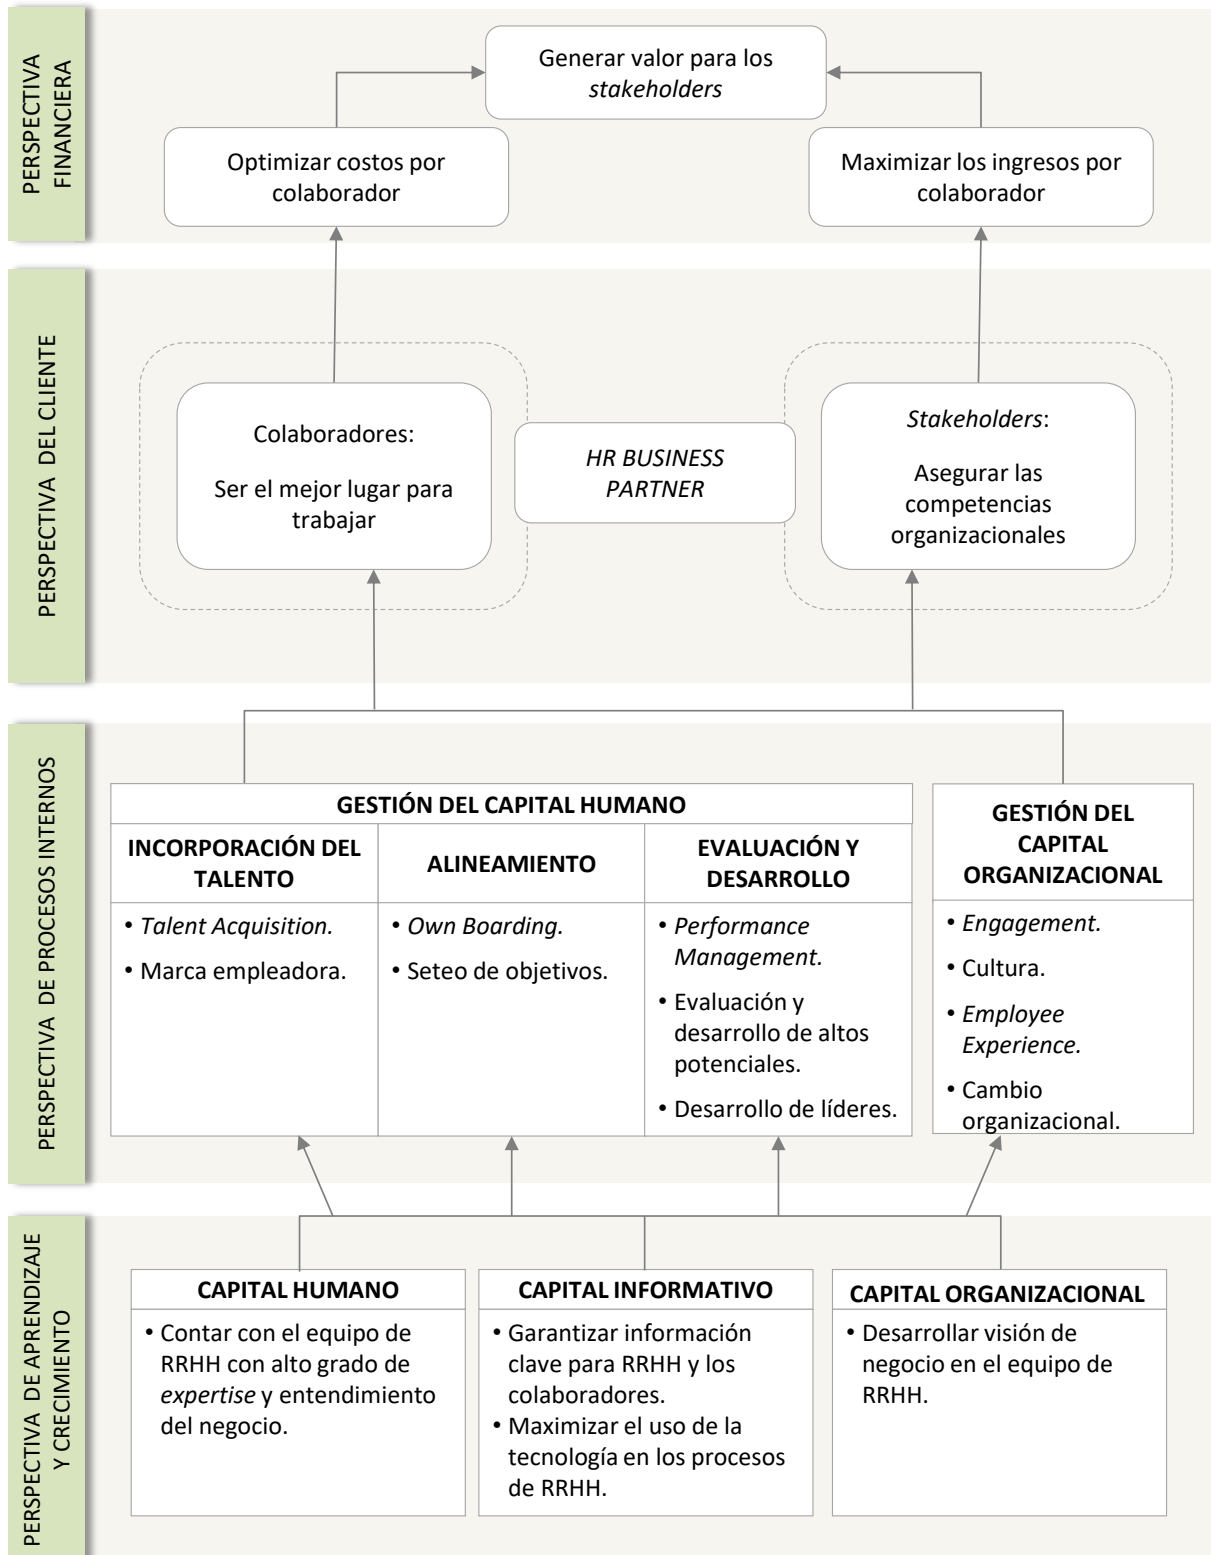 PERSPECTIVA
FINANCIERA
Generar valor para los
stakeholders
Optimizar costos por
colaborador
Maximizar los ingresos por
colaborador
PERSPECTIVA DEL CLIENTE
Colaboradores:
Ser el mejor lugar para
trabajar
HR BUSINESS
PARTNER
Stakeholders:
Asegurar las
competencias
organizacionales
PERSPECTIVA DE PROCESOS INTERNOS
GESTIÓN DEL CAPITAL HUMANO
INCORPORACIÓN DEL
TALENTO
• Talent Acquisition.
• Marca empleadora.
ALINEAMIENTO
• Own Boarding.
• Seteo de objetivos.
EVALUACIÓN Y
DESARROLLO
• Performance
Management.
• Evaluación y
desarrollo de altos
potenciales.
• Desarrollo de líderes.
GESTIÓN DEL
CAPITAL
ORGANIZACIONAL
• Engagement.
• Cultura.
• Employee
Experience.
• Cambio
organizacional.
PERSPECTIVA DE APRENDIZAJE
Y CRECIMIENTO
CAPITAL HUMANO
• Contar con el equipo de
RRHH con alto grado de
expertise y entendimiento
del negocio.
CAPITAL INFORMATIVO
• Garantizar información
clave para RRHH y los
colaboradores.
• Maximizar el uso de la
tecnología en los procesos
de RRHH.
CAPITAL ORGANIZACIONAL
• Desarrollar visión de
negocio en el equipo de
RRHH.